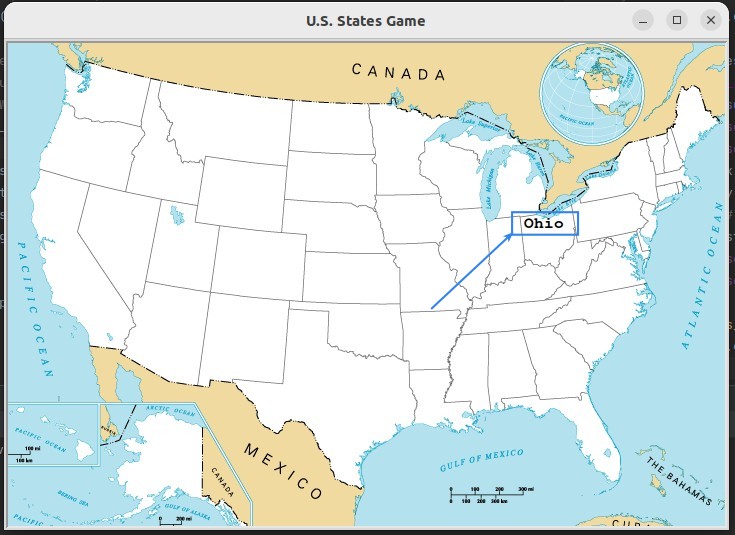 U.S. States Game
CANADA
Lake Superior
Lake Michigan
PACIFIC OCEAN
Ohio
PACIFIC OCEAN
ATLANTIC OCEAN
ARCTIC OCEAN
PACIFIC OCEAN
100 mi
100 km
CANADA
MEXICO
GULF OF MEXICO
0 100 200 300 mi
0 100 200 300 km
THE BAHAMAS
BERING SEA
GULF OF ALASKA
PACIFIC
0 200 mi
CUBA